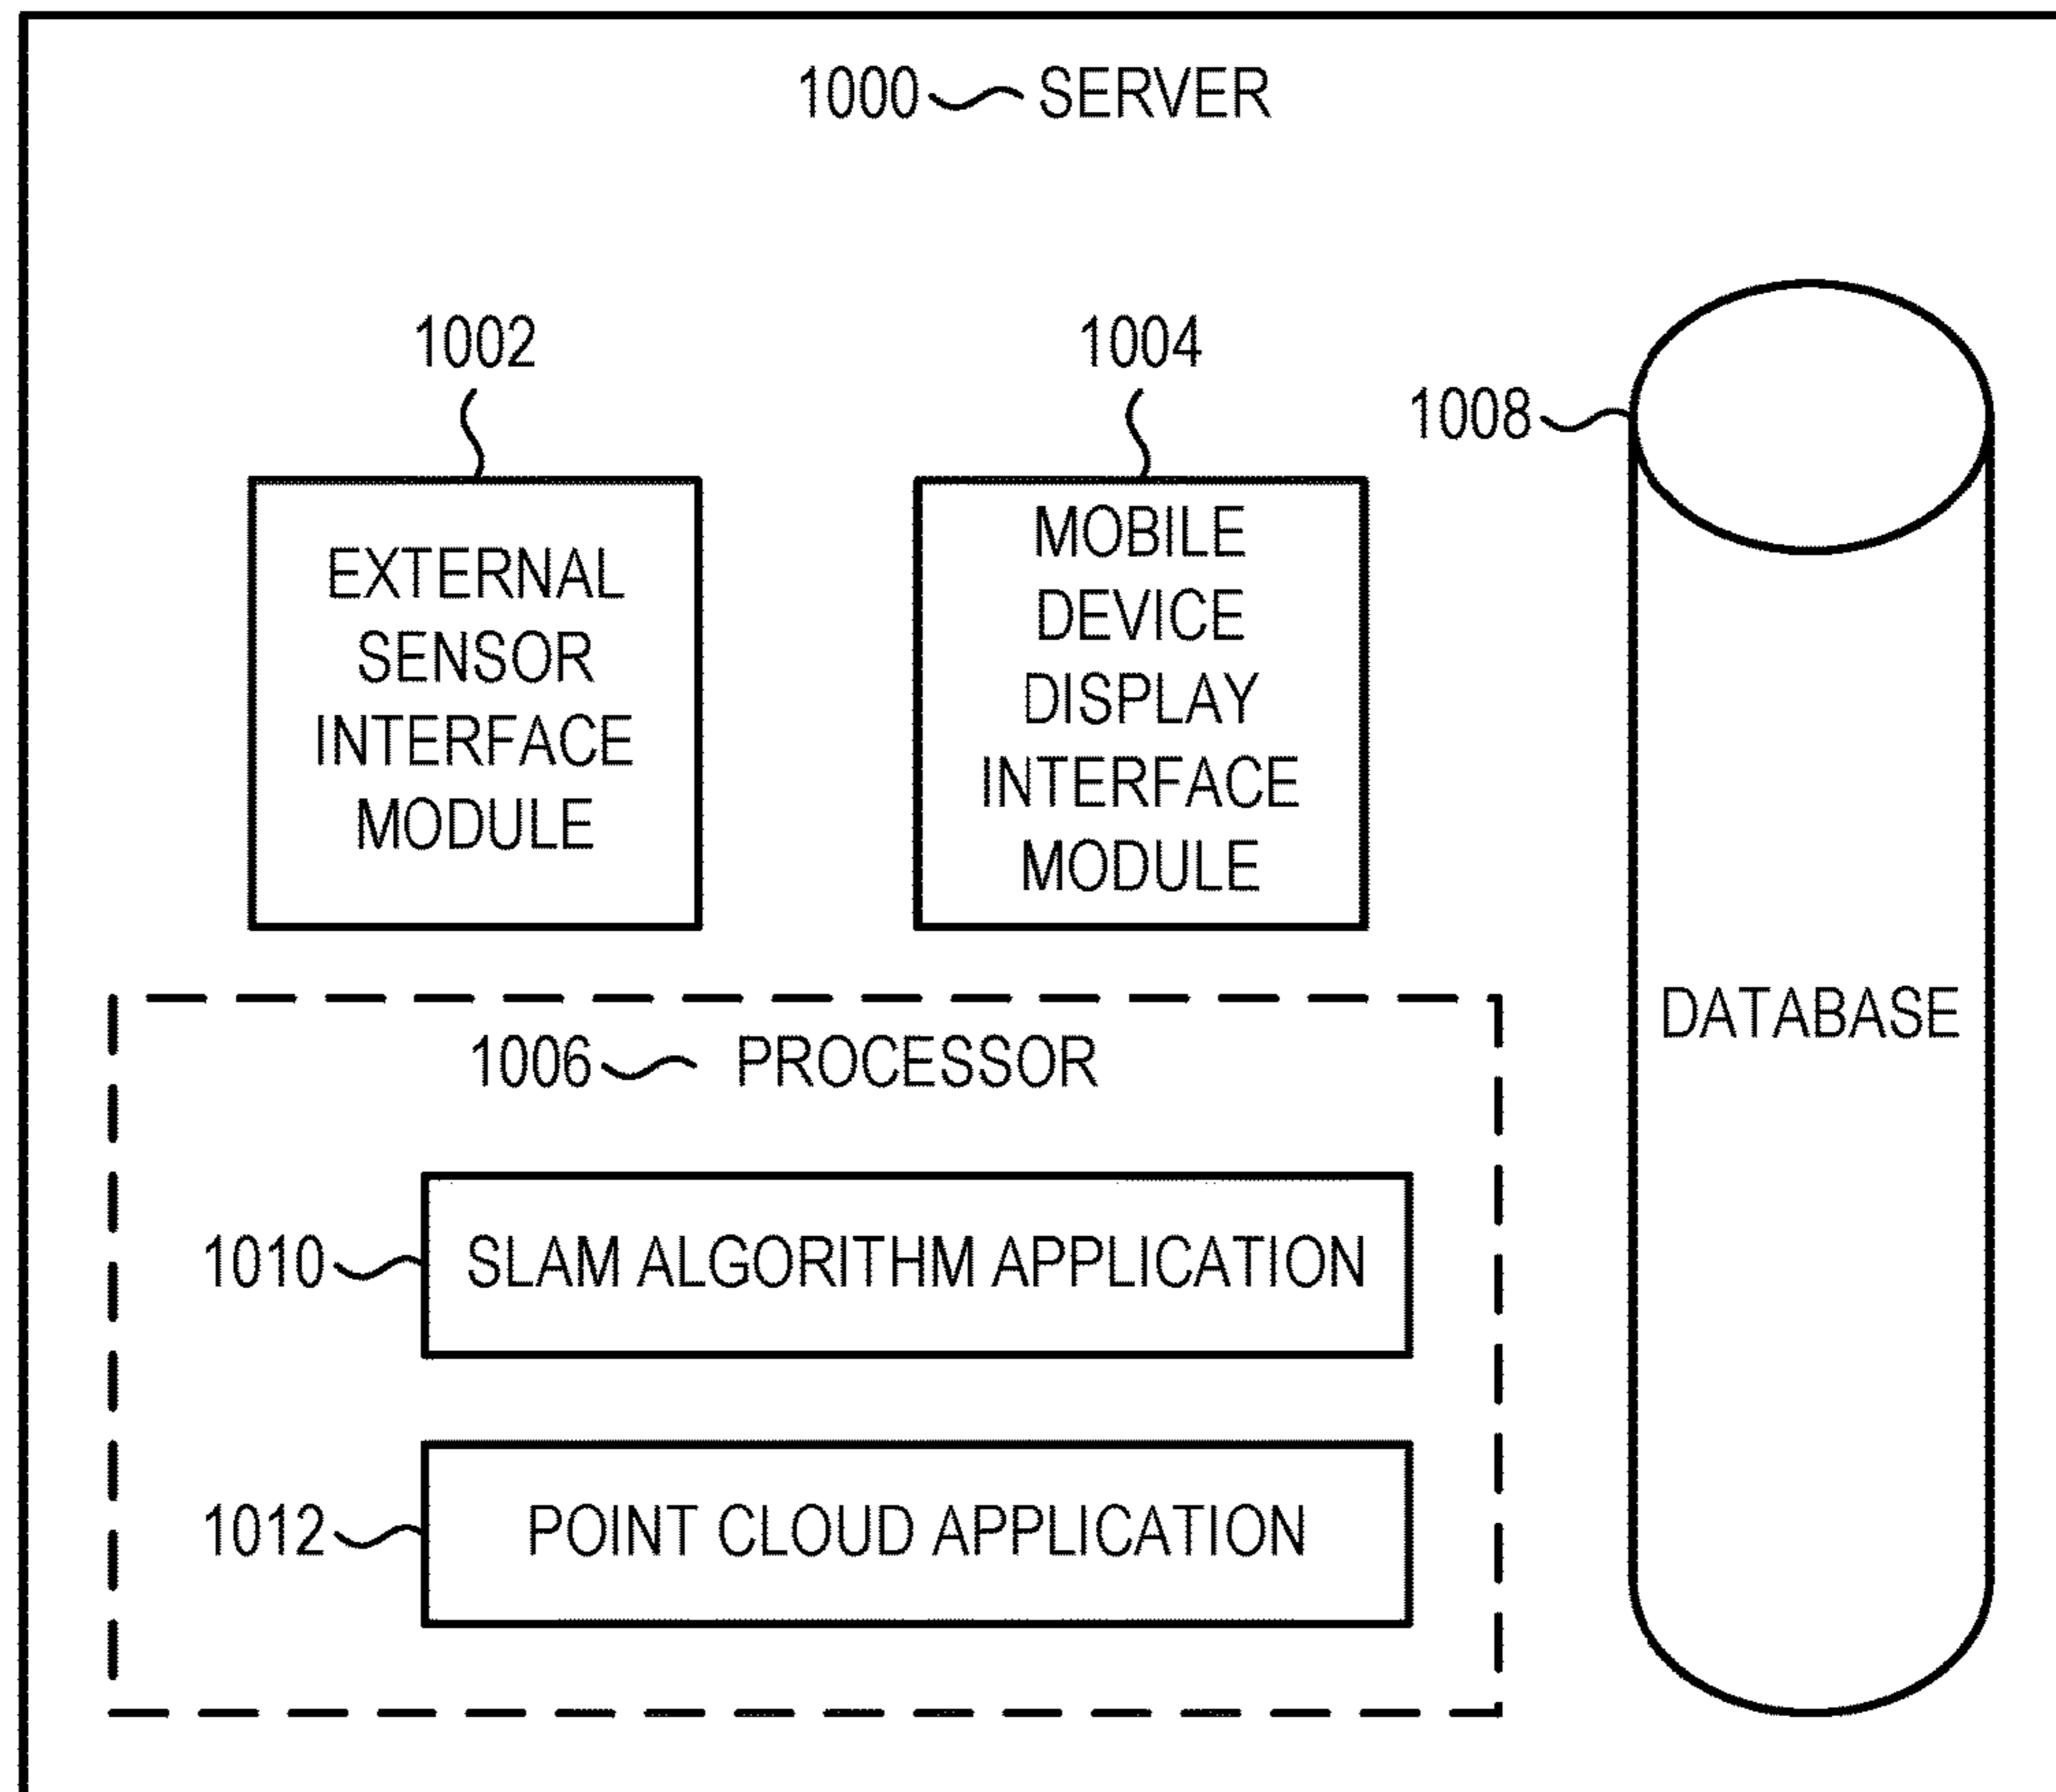 1000 SERVER
1002
EXTERNAL
SENSOR
INTERFACE
MODULE
1004
MOBILE
DEVICE
DISPLAY
INTERFACE
MODULE
1008
DATABASE
1006 PROCESSOR
1010 SLAM ALGORITHM APPLICATION
1012 POINT CLOUD APPLICATION